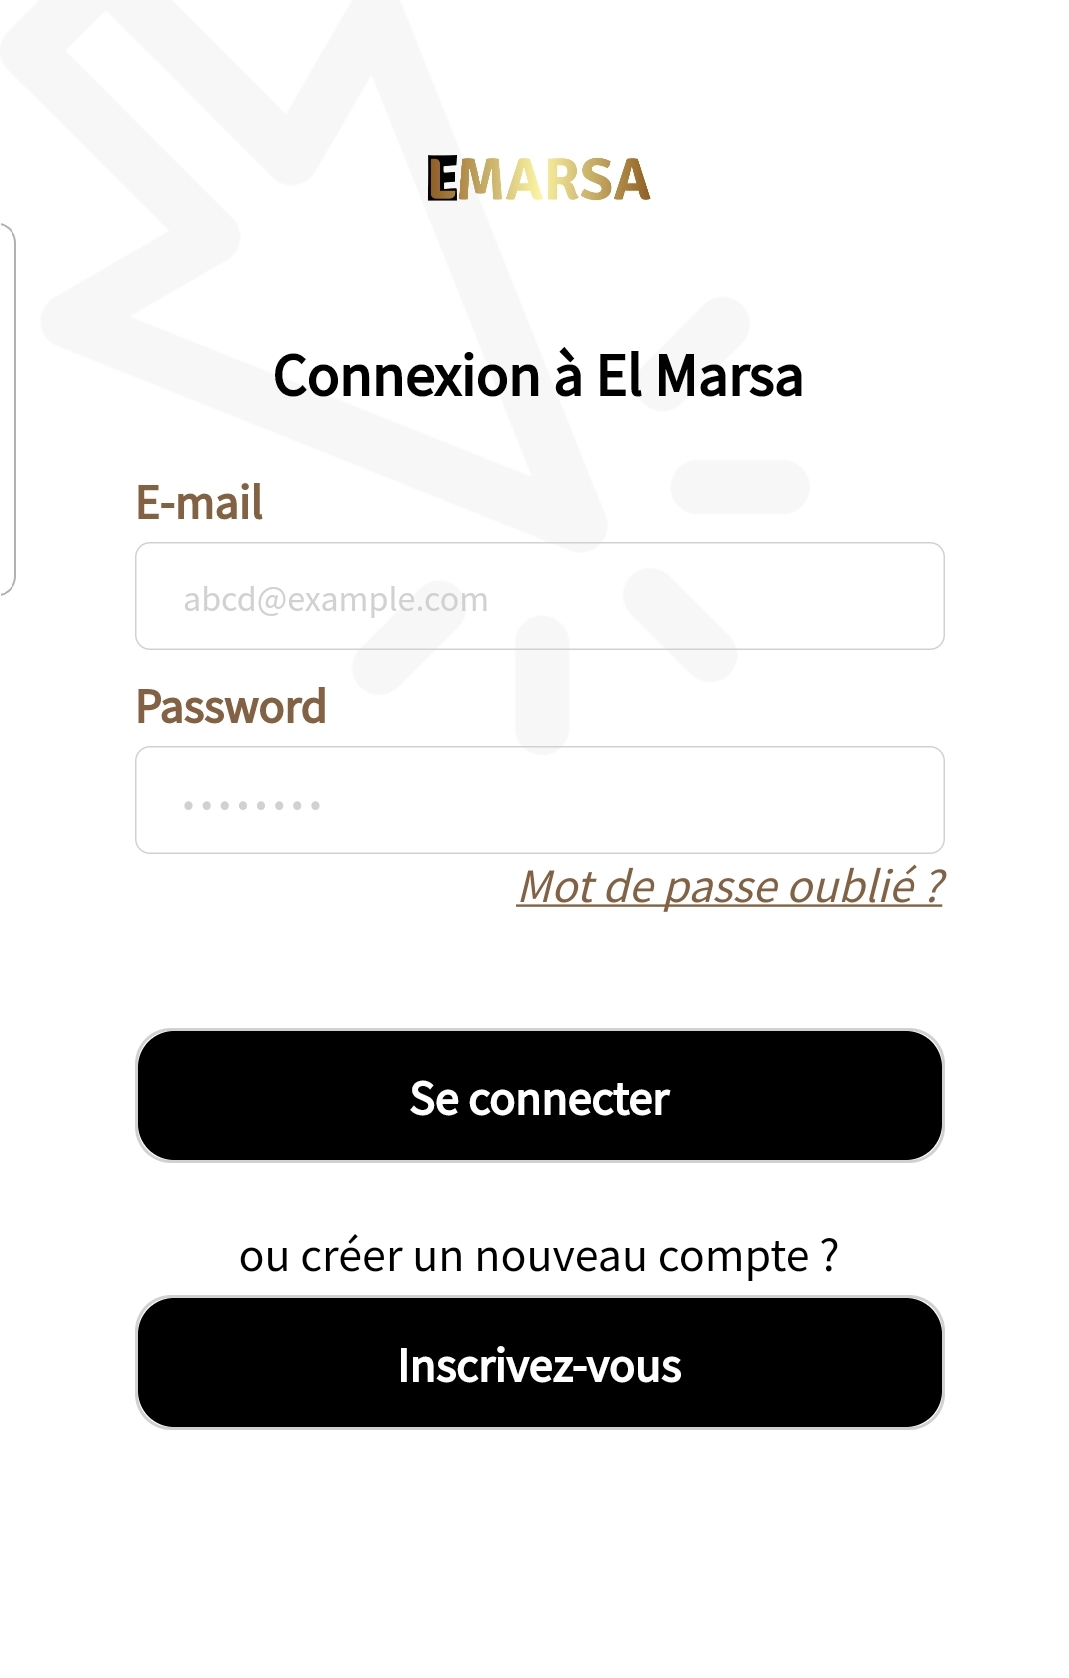 EMARSA
Connexion à El Marsa
E-mail
abcd@example.com
Password
Mot de passe oublié ?
Se connecter
ou créer un nouveau compte ?
Inscrivez-vous